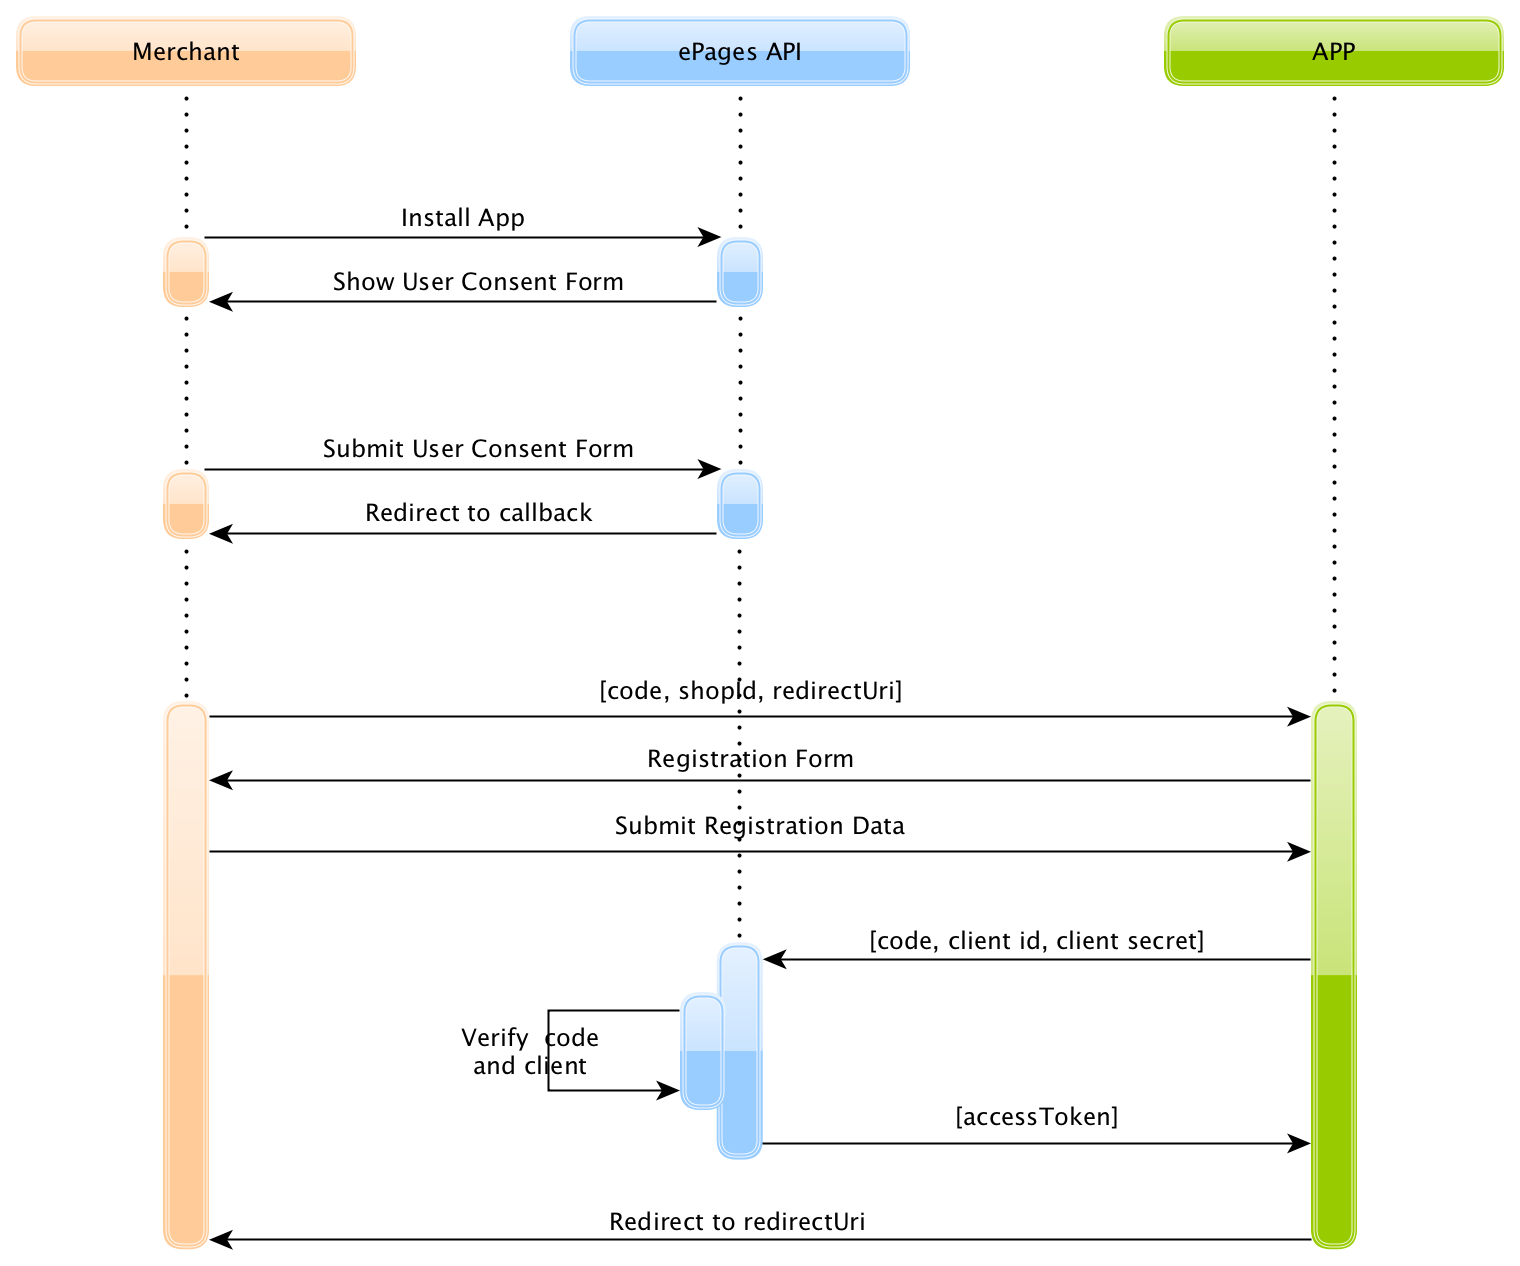 Merchant
ePages API
APP
Install App
Show User Consent Form
Submit User Consent Form
Redirect to callback
[code, shopId, redirectUri]
Registration Form
Submit Registration Data
[code, client id, client secret]
Verify  code
and client
[accessToken]
Redirect to redirectUri